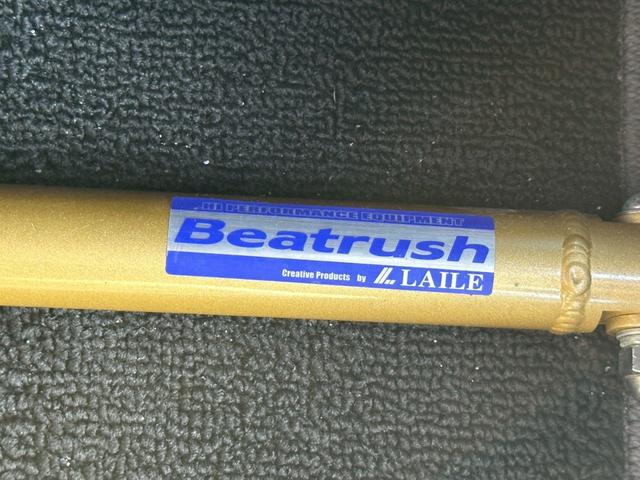 HI PERFORMANCE EQUIPMENT
Beatrush
Creative Products by LAILE